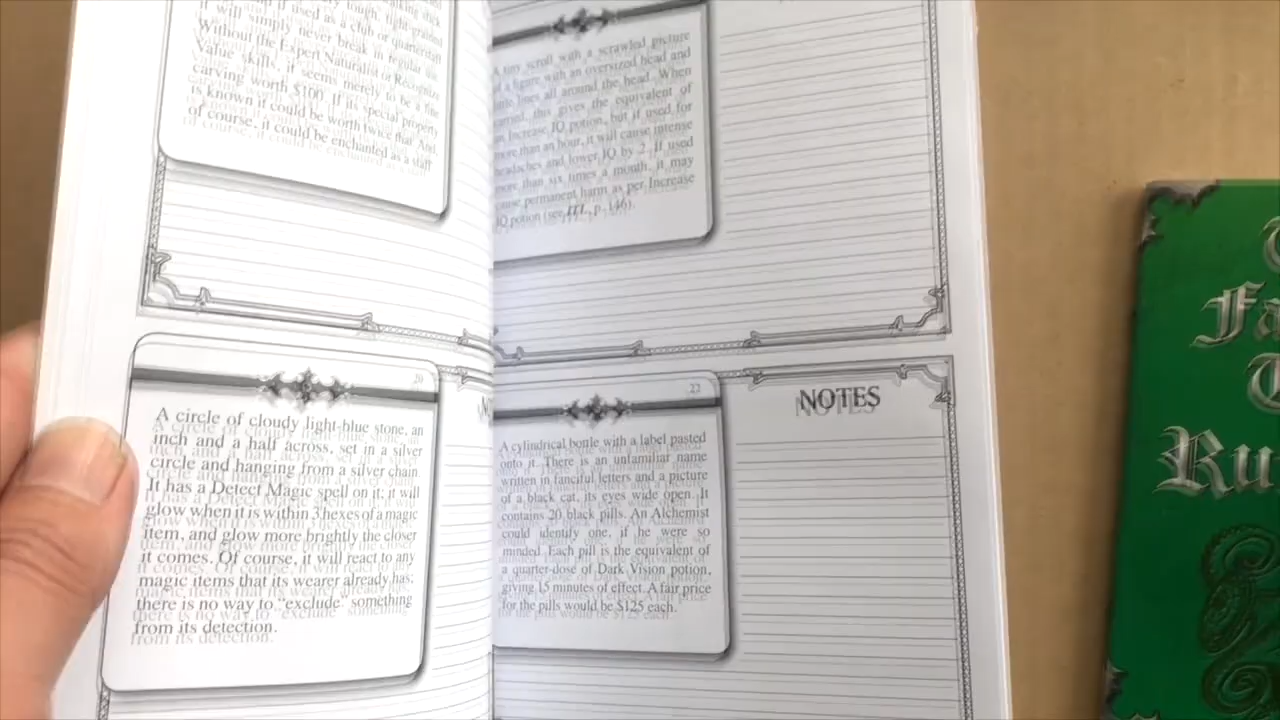 it will simply never break in regular use.
Without the Expert Naturalist or Recognize
Value skills, it seems merely to be a fine
carving worth $100. If its special property
is known it could be worth twice that. And,
of course, it could be enchanted as a staff.
20
A circle of cloudy light-blue stone, an
inch and a half across, set in a silver
circle and hanging from a silver chain.
It has a Detect Magic spell on it; it will
glow when it is within 3 hexes of a magic
item, and glow more brightly the closer
it comes. Of course, it will react to any
magic items that its wearer already has;
there is no way to "exclude" something
from its detection.
A tiny scroll with a scrawled picture
of a figure with an oversized head and
little lines all around the head. When
carried, this gives the equivalent of
an Increase IQ potion, but if used for
more than an hour, it will cause intense
headaches and lower IQ by 2. If used
more than six times a month, it may
cause permanent harm as per Increase
IQ potion (see ITL, p. 146).
22
A cylindrical bottle with a label pasted
onto it. There is an unfamiliar name
written in fanciful letters and a picture
of a black cat, its eyes wide open. It
contains 20 black pills. An Alchemist
could identify one, if he were so
minded. Each pill is the equivalent of
a quarter-dose of Dark Vision potion,
giving 15 minutes of effect. A fair price
for the pills would be $125 each.
NOTES
Fa
T
Ru